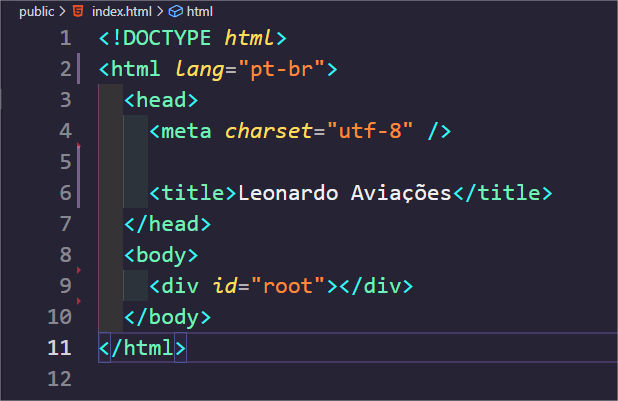 public > index.html > html
1 <!DOCTYPE html>
2 <html lang="pt-br">
3 <head>
4 <meta charset="utf-8" />
5
6 <title>Leonardo Aviações</title>
7 </head>
8 <body>
9 <div id="root"></div>
10 </body>
11 </html>
12